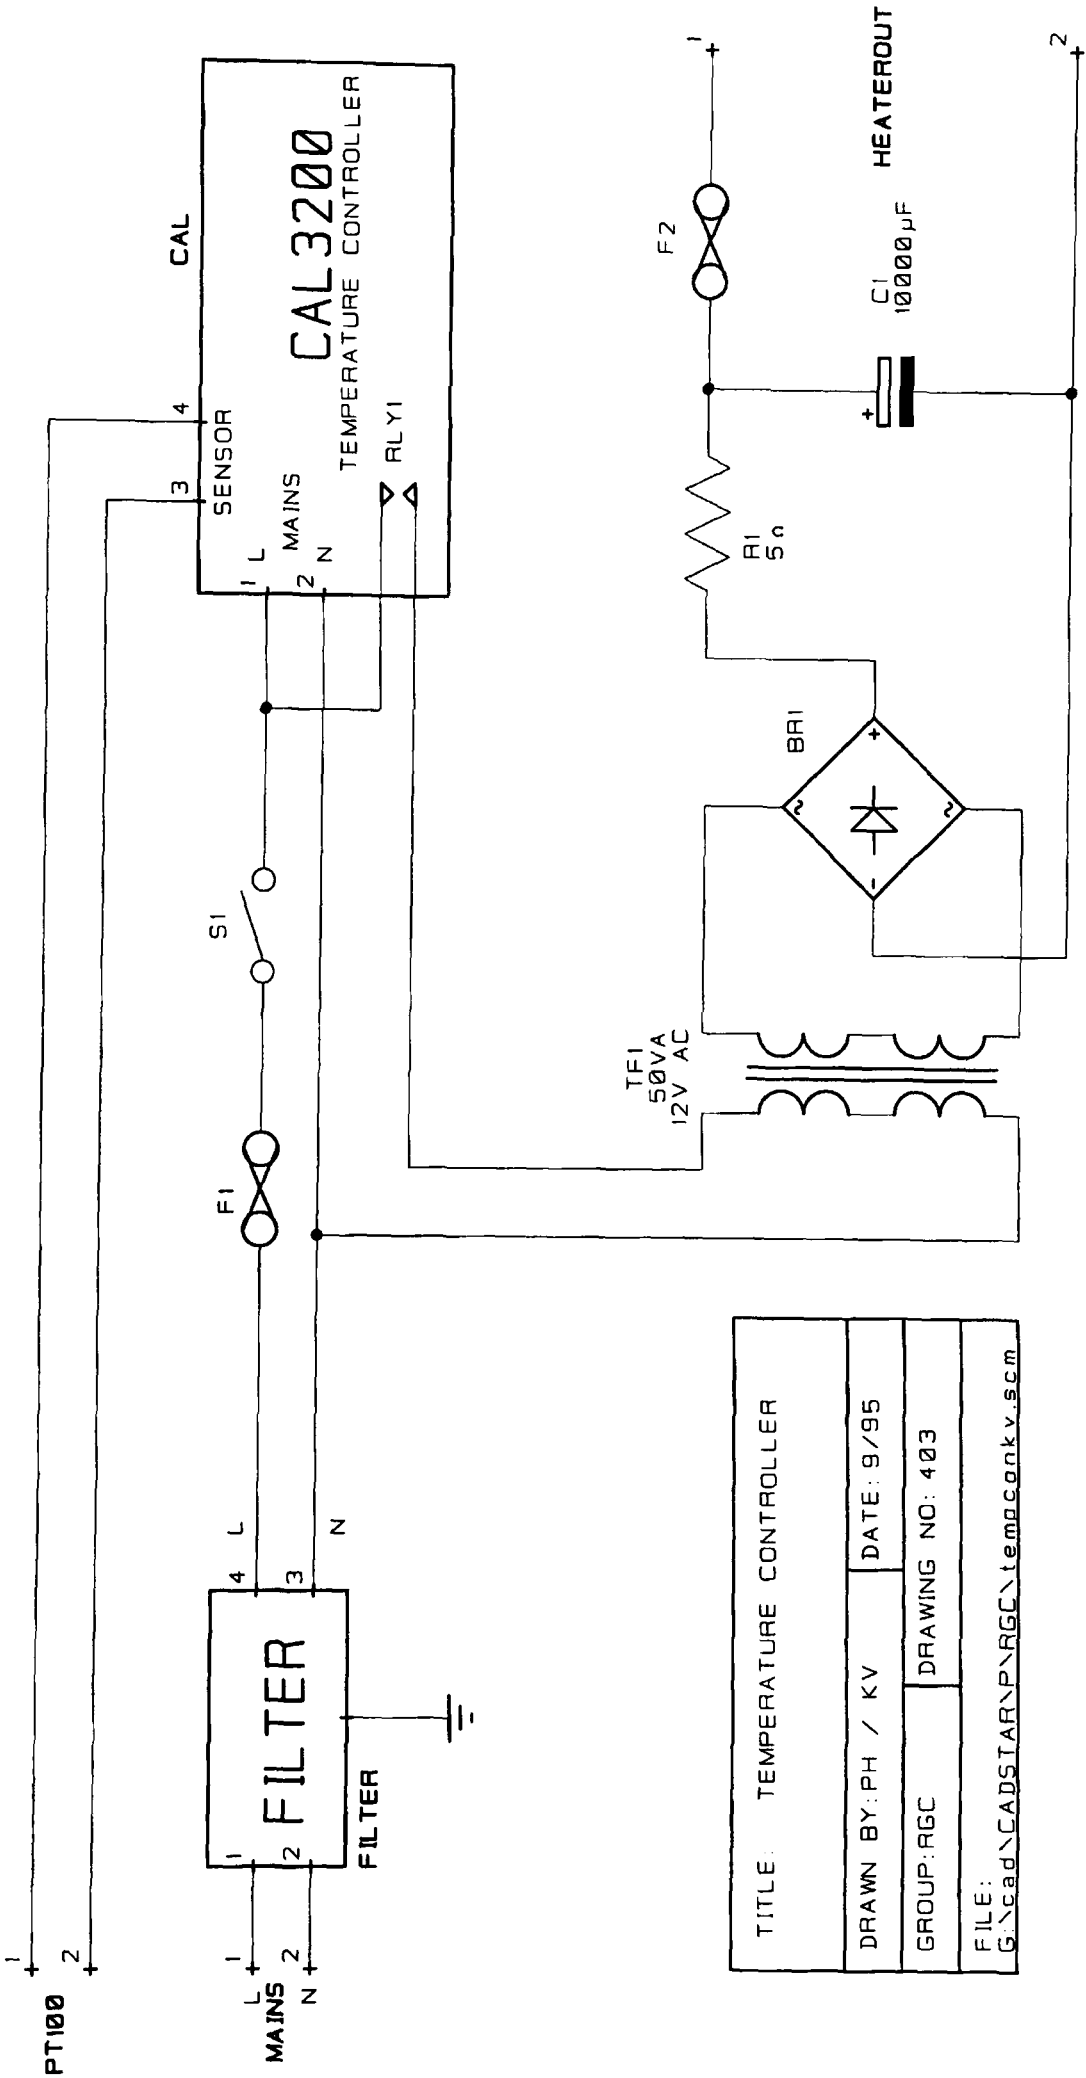 PT100
1
2
CAL
4
3
SENSOR
CAL3200
TEMPERATURE CONTROLLER
1
L
MAINS
2
N
RLY1
S1
F1
L
4
3
N
FILTER
1
2
FILTER
L
1
MAINS
2
N
TF1
50VA
12V AC
BR1
~
+
-
~
R1
5Ω
F2
1
C1
10000µF
+
HEATEROUT
2
TITLE: TEMPERATURE CONTROLLER
DRAWN BY:PH / KV
DATE: 9/95
GROUP:RGC
DRAWING NO: 403
FILE:
G:\cad\CADSTAR\P\RGC\tempconkv.scm